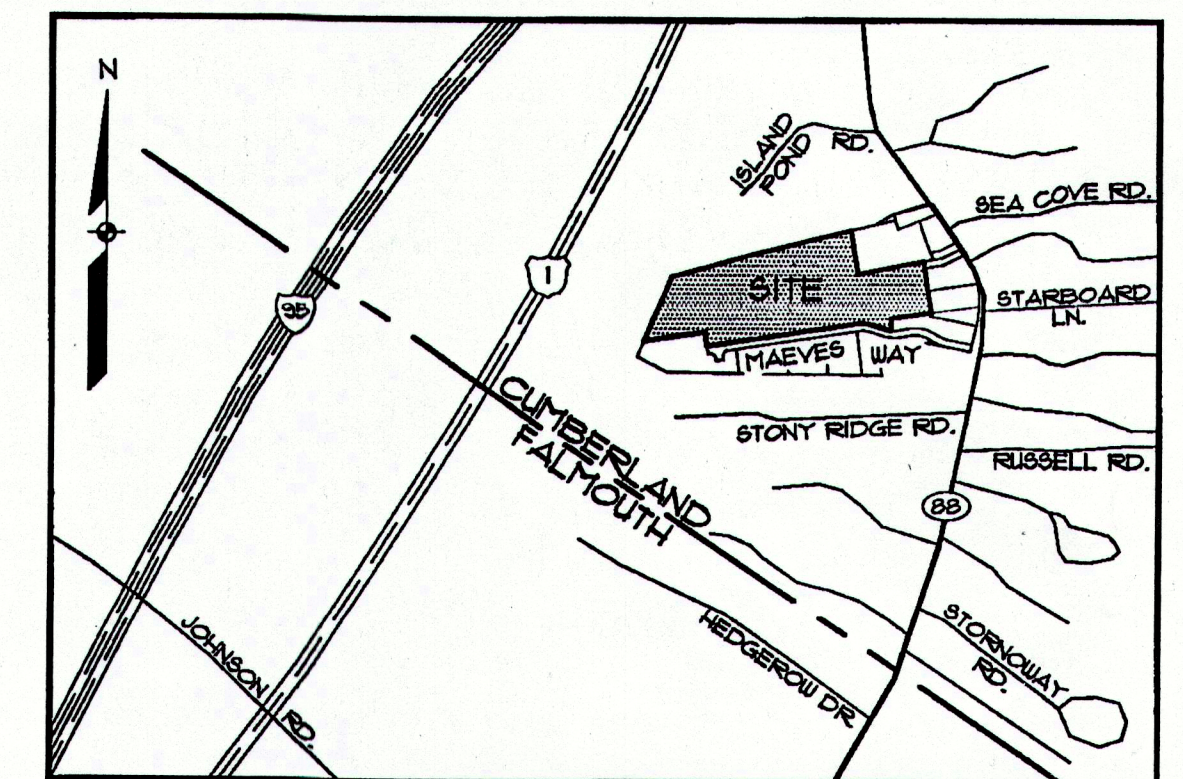 N
ISLAND
POND RD.
SEA COVE RD.
SITE
1
95
STARBOARD
LN.
MAEVES WAY
CUMBERLAND
FALMOUTH
STONY RIDGE RD.
RUSSELL RD.
88
JOHNSON RD.
HEDGEROW DR.
STORNOWAY
RD.